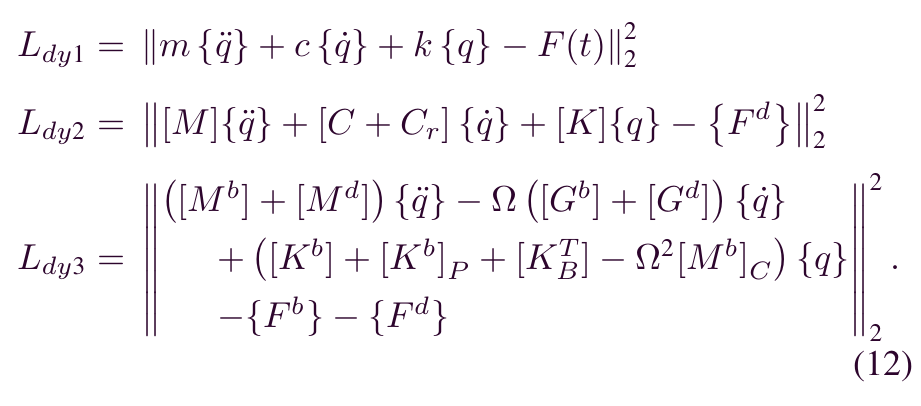 L_{dy1} = \|m \{\ddot{q}\} + c \{\dot{q}\} + k \{q\} - F(t)\|_2^2
L_{dy2} = \|[M]\{\ddot{q}\} + [C + C_r] \{\dot{q}\} + [K]\{q\} - \{F^d\}\|_2^2
L_{dy3} = \| ([M^b] + [M^d]) \{\ddot{q}\} - \Omega ([G^b] + [G^d]) \{\dot{q}\}
+ ([K^b] + [K^b]_P + [K_B^T] - \Omega^2 [M^b]_C) \{q\}
-\{F^b\} - \{F^d\} \|_2^2 .
(12)